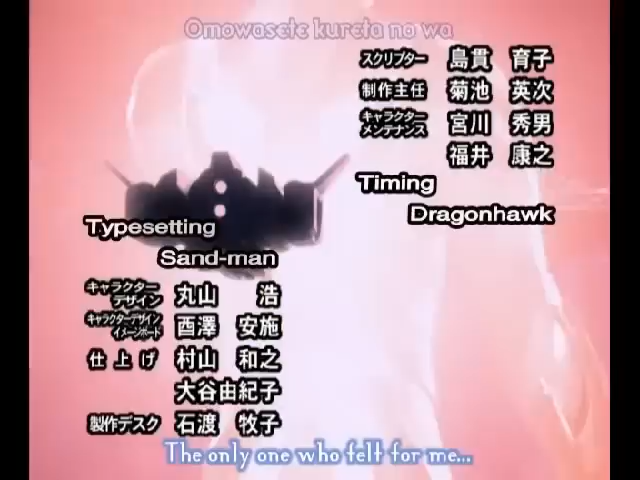 Omowasete kureta no wa
スクリプター 島貫 育子
制作主任 菊池 英次
キャラクターメンテナンス 宮川 秀男
福井 康之
Timing
Dragonhawk
Typesetting
Sand-man
キャラクターデザイン 丸山 浩
キャラクターデザインイメージボード 酉澤 安施
仕上げ 村山 和之
大谷由紀子
製作デスク 石渡 牧子
The only one who felt for me...